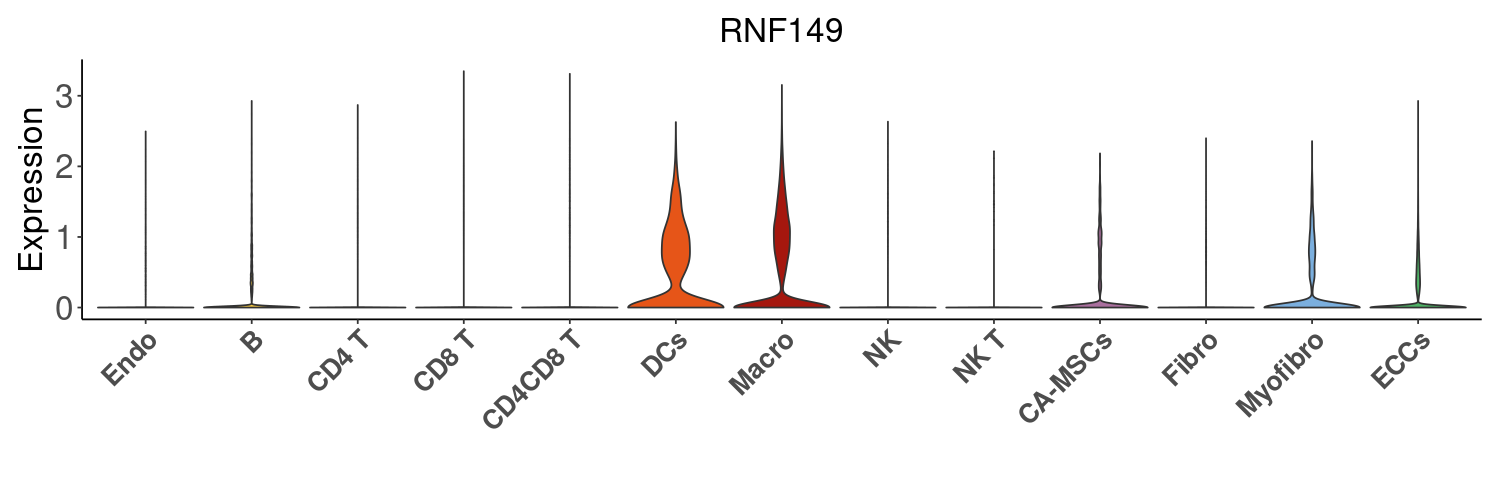 RNF149
Expression
3
2
1
0
Endo
B
CD4 T
CD8 T
CD4CD8 T
DCs
Macro
NK
NK T
CA-MSCs
Fibro
Myofibro
ECCs